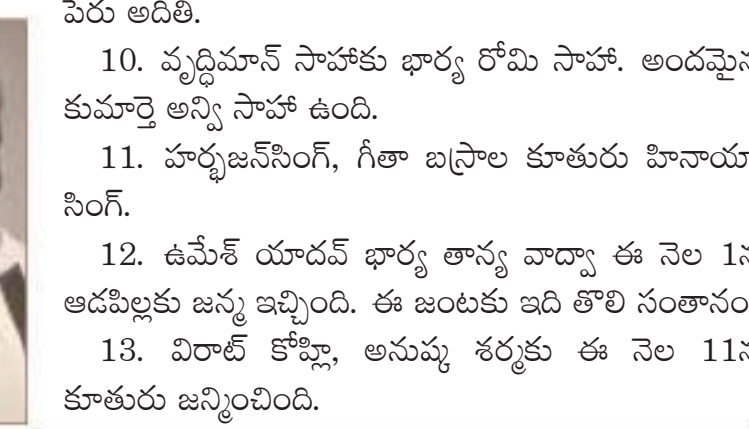 పేరు అదితి.
10. వృద్ధిమాన్ సాహాకు భార్య రోమి సాహా. అందమైన
కుమార్తె అన్వి సాహా ఉంది.
11. హర్భజన్‌సింగ్, గీతా బస్రాల కూతురు హినాయా
సింగ్.
12. ఉమేశ్ యాదవ్ భార్య తాన్య వాద్వా ఈ నెల 1న
ఆడపిల్లకు జన్మ ఇచ్చింది. ఈ జంటకు ఇది తొలి సంతానం
13. విరాట్ కోహ్లి, అనుష్క శర్మకు ఈ నెల 11న
కూతురు జన్మించింది.